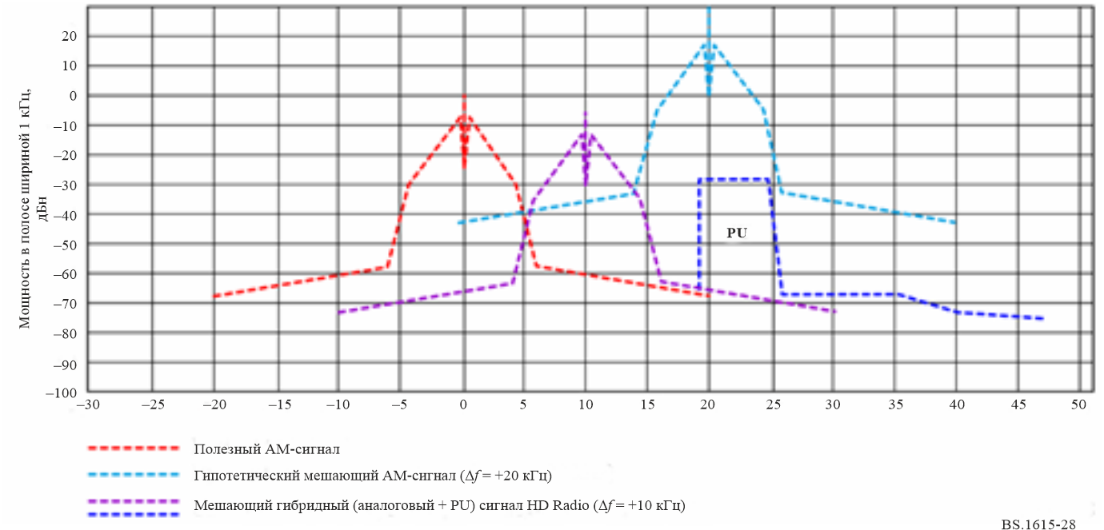 Мощность в полосе шириной 1 кГц,
дБн
20
10
0
–10
–20
–30
–40
–50
–60
–70
–80
–90
–100
PU
–30 –25 –20 –15 –10 –5 0 5 10 15 20 25 30 35 40 45 50
Полезный АМ-сигнал
Гипотетический мешающий АМ-сигнал (Δf = +20 кГц)
Мешающий гибридный (аналоговый + PU) сигнал HD Radio (Δf = +10 кГц)
BS.1615-28